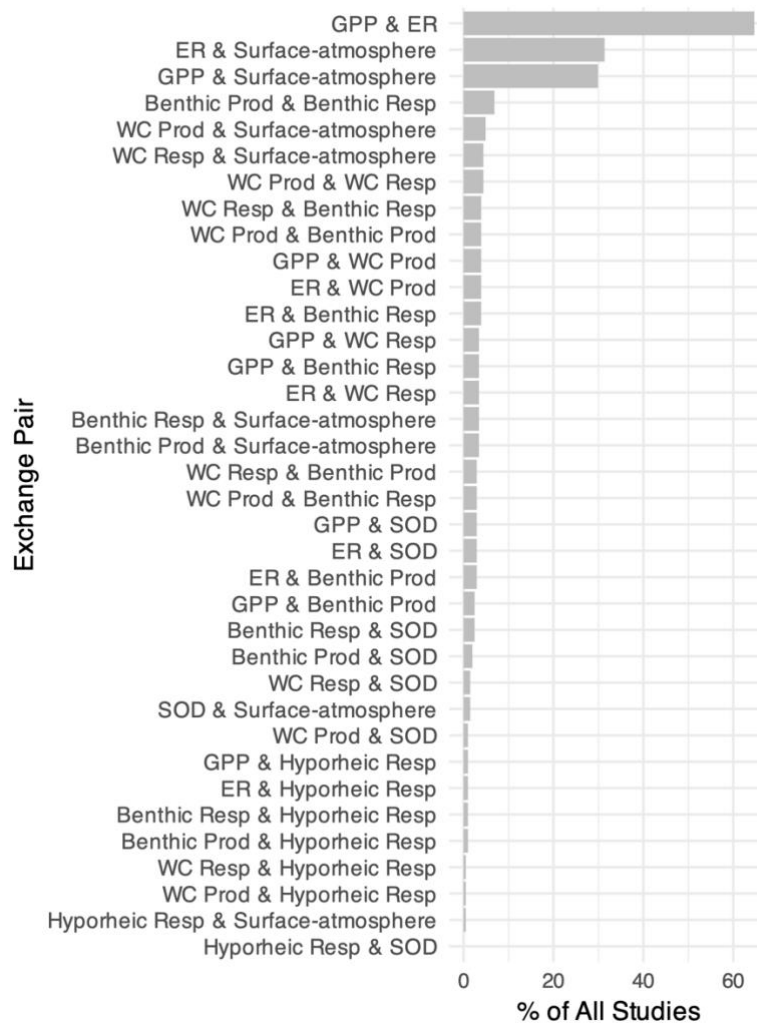 GPP & ER
ER & Surface-atmosphere
GPP & Surface-atmosphere
Benthic Prod & Benthic Resp
WC Prod & Surface-atmosphere
WC Resp & Surface-atmosphere
WC Prod & WC Resp
WC Resp & Benthic Resp
WC Prod & Benthic Prod
GPP & WC Prod
ER & WC Prod
ER & Benthic Resp
GPP & WC Resp
GPP & Benthic Resp
ER & WC Resp
Benthic Resp & Surface-atmosphere
Benthic Prod & Surface-atmosphere
WC Resp & Benthic Prod
WC Prod & Benthic Resp
GPP & SOD
ER & SOD
ER & Benthic Prod
GPP & Benthic Prod
Benthic Resp & SOD
Benthic Prod & SOD
WC Resp & SOD
SOD & Surface-atmosphere
WC Prod & SOD
GPP & Hyporheic Resp
ER & Hyporheic Resp
Benthic Resp & Hyporheic Resp
Benthic Prod & Hyporheic Resp
WC Resp & Hyporheic Resp
WC Prod & Hyporheic Resp
Hyporheic Resp & Surface-atmosphere
Hyporheic Resp & SOD
Exchange Pair
0 20 40 60
% of All Studies